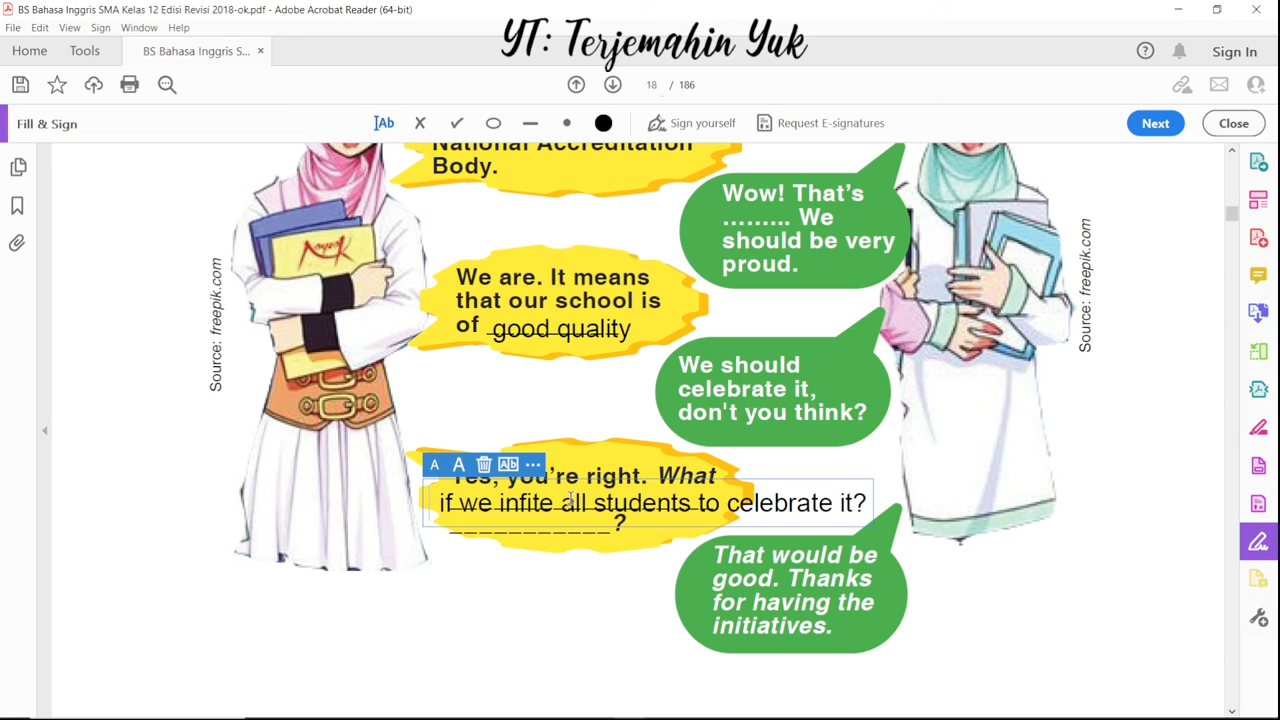 BS Bahasa Inggris SMA Kelas 12 Edisi Revisi 2018-ok.pdf - Adobe Acrobat Reader (64-bit)
YT: Terjemahin Yuk
File Edit View Sign Window Help
Home Tools BS Bahasa Inggris S... × Sign In
18 / 186
Fill & Sign
IAb
Sign yourself
Request E-signatures
Next
Close
National Accreditation
Body.
Wow! That's
......... We
should be very
proud.
Source: freepik.com
We are. It means
that our school is
of good quality
Source: freepik.com
We should
celebrate it,
don't you think?
A A Ab ...
Yes, you're right. What
if we infite all students to celebrate it?
___________?
That would be
good. Thanks
for having the
initiatives.